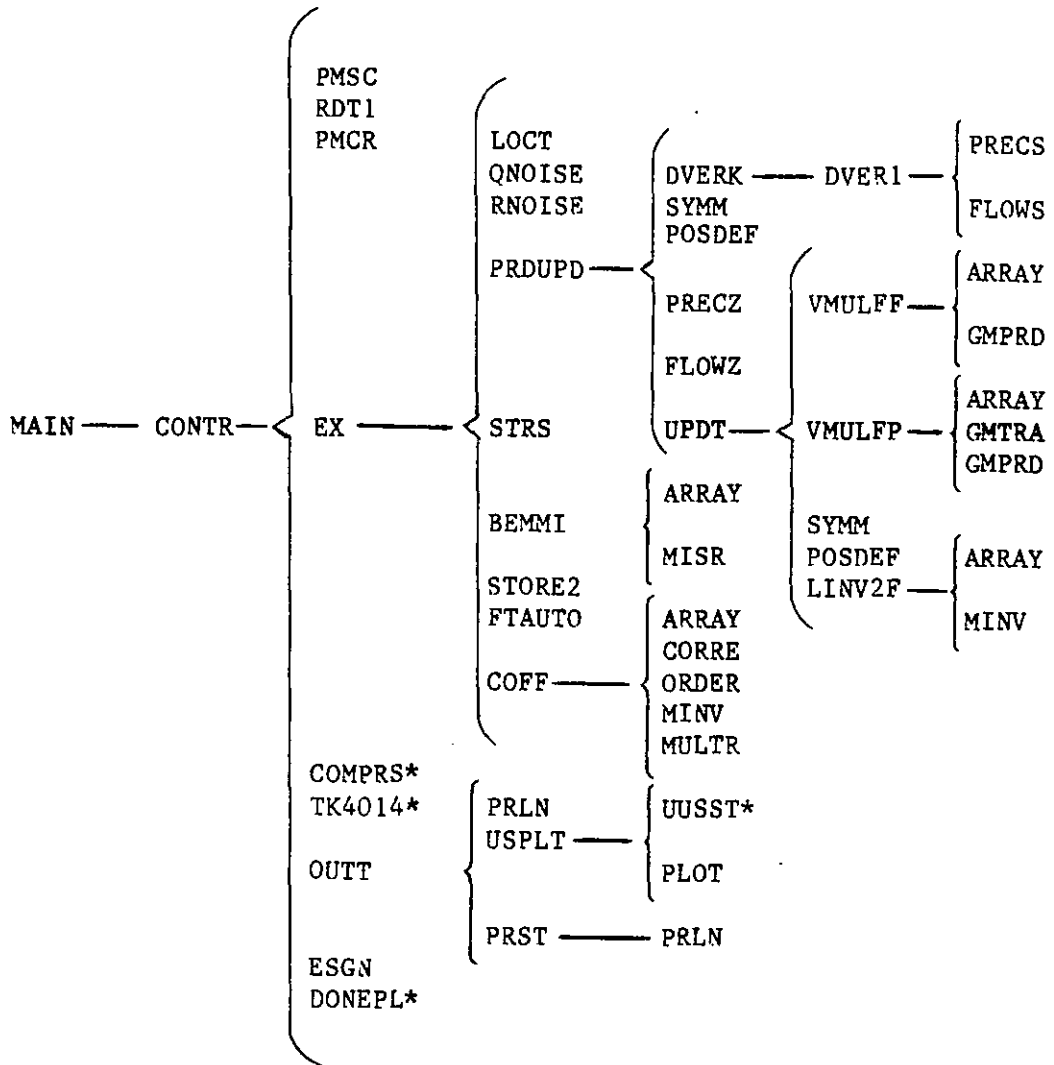 PMSC
RDT1
PMCR
LOCT
QNOISE
RNOISE
PRDUPD
DVERK
SYMM
POSDEF
PRECZ
FLOWZ
DVER1
PRECS
FLOWS
VMULFF
ARRAY
GMPRD
MAIN
CONTR
EX
STRS
UPDT
VMULFP
ARRAY
GMTRA
GMPRD
SYMM
POSDEF
LINV2F
ARRAY
MINV
BEMMI
ARRAY
MISR
STORE2
FTAUTO
COFF
ARRAY
CORRE
ORDER
MINV
MULTR
COMPRS*
TK4014*
OUTT
PRLN
USPLT
UUSST*
PLOT
PRST
PRLN
ESGN
DONEPL*